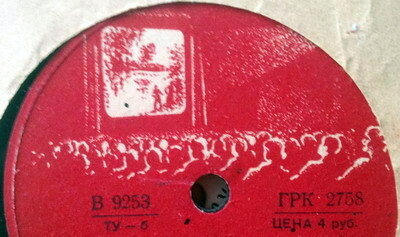 В 9253
ТУ – 6
ГРК 2758
ЦЕНА 4 руб.